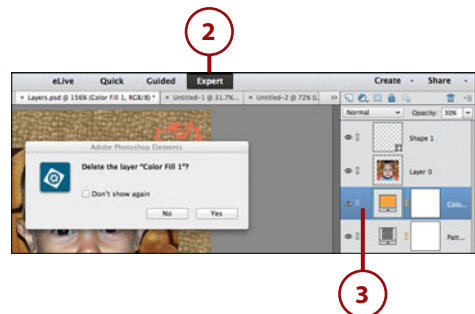 2
eLive Quick Guided Expert Create Share
× Layers.psd @ 156% (Color Fill 1, RGB/8) * × Untitled-1 @ 31.7%... × Untitled-2 @ 72% (L
Normal Opacity: 30%
Adobe Photoshop Elements
Delete the layer "Color Fill 1"?
Don't show again
No Yes
Shape 1
Layer 0
Colo...
Patt...
3